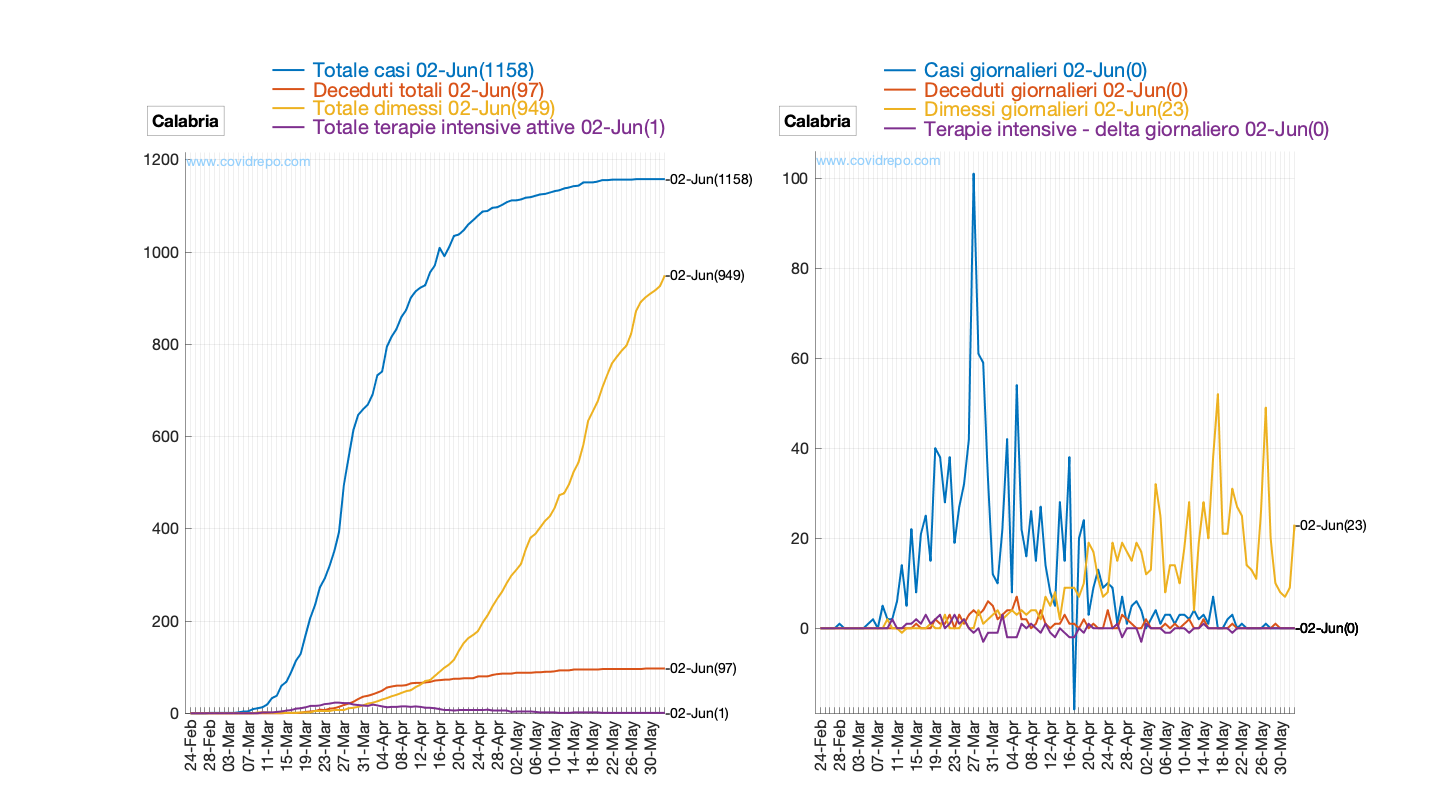 Totale casi 02-Jun(1158)
Deceduti totali 02-Jun(97)
Totale dimessi 02-Jun(949)
Totale terapie intensive attive 02-Jun(1)
Calabria
www.covidrepo.com
1200
1000
800
600
400
200
0
02-Jun(1158)
02-Jun(949)
02-Jun(97)
02-Jun(1)
24-Feb
28-Feb
03-Mar
07-Mar
11-Mar
15-Mar
19-Mar
23-Mar
27-Mar
31-Mar
04-Apr
08-Apr
12-Apr
16-Apr
20-Apr
24-Apr
28-Apr
02-May
06-May
10-May
14-May
18-May
22-May
26-May
30-May
Casi giornalieri 02-Jun(0)
Deceduti giornalieri 02-Jun(0)
Dimessi giornalieri 02-Jun(23)
Terapie intensive - delta giornaliero 02-Jun(0)
Calabria
www.covidrepo.com
100
80
60
40
20
0
02-Jun(23)
02-Jun(0)
24-Feb
28-Feb
03-Mar
07-Mar
11-Mar
15-Mar
19-Mar
23-Mar
27-Mar
31-Mar
04-Apr
08-Apr
12-Apr
16-Apr
20-Apr
24-Apr
28-Apr
02-May
06-May
10-May
14-May
18-May
22-May
26-May
30-May